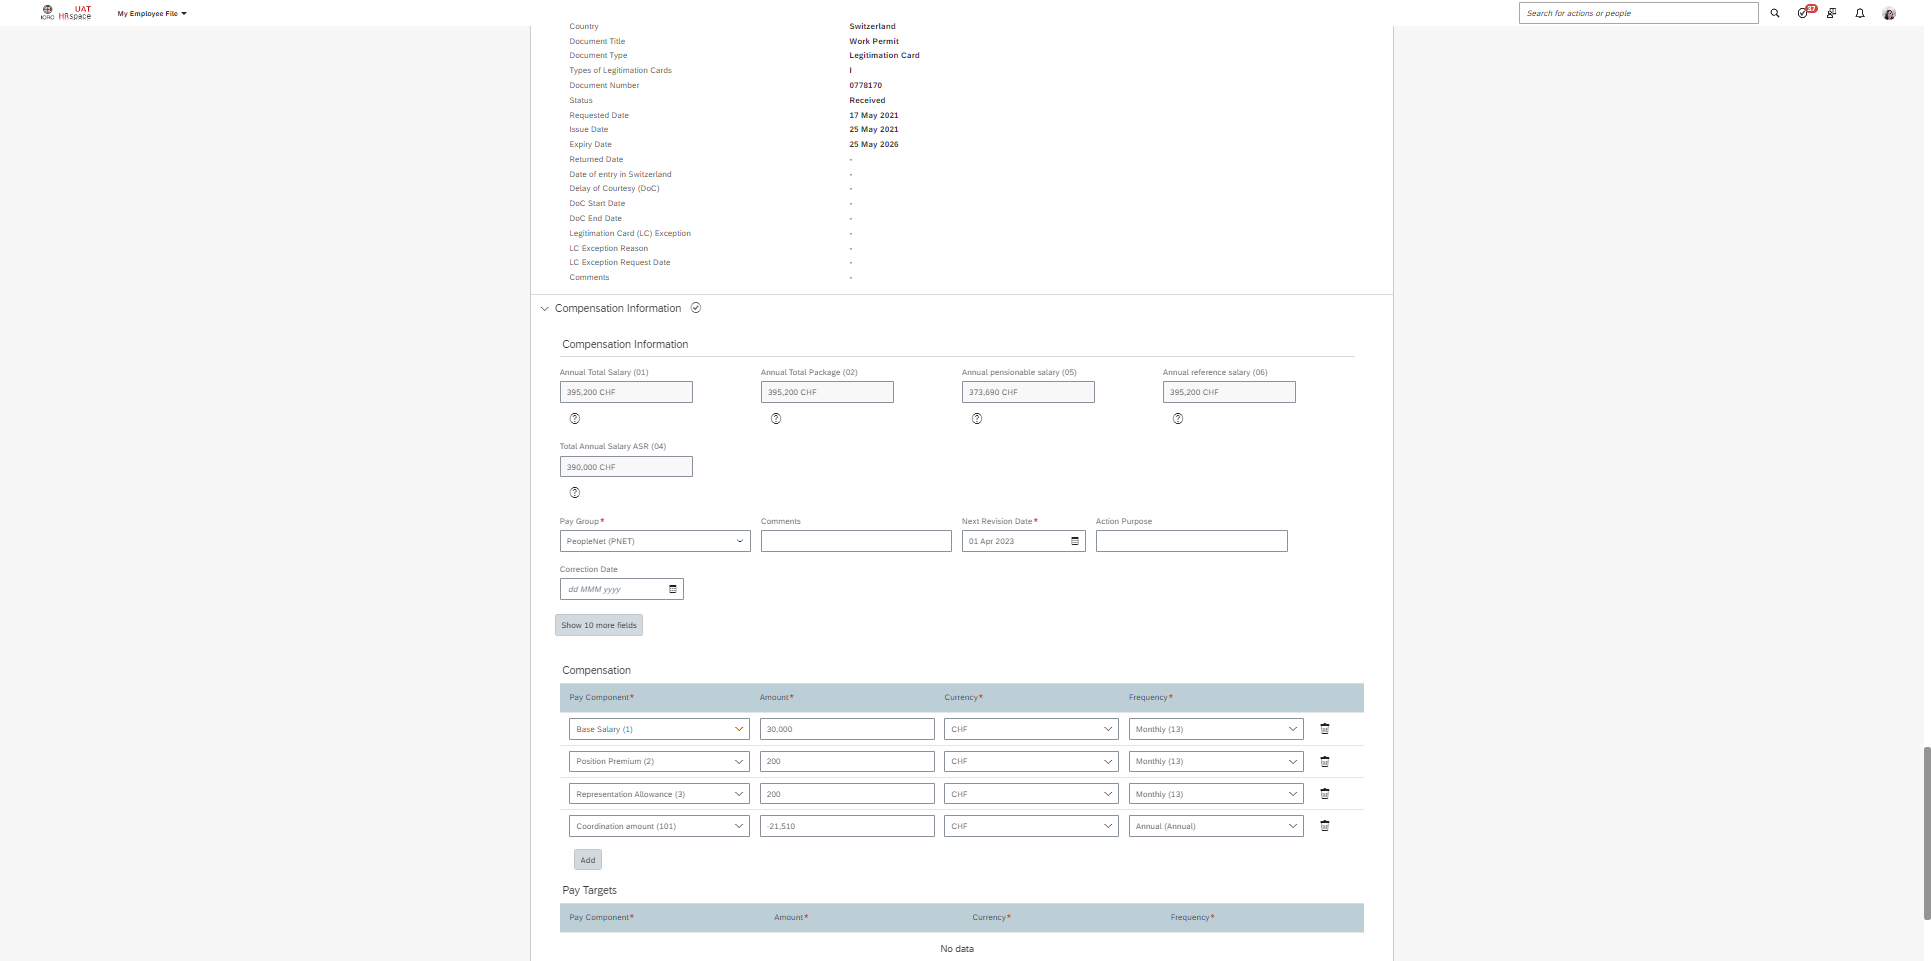 ICRC UAT HRspace My Employee File Search for actions or people 37
Country Switzerland
Document Title Work Permit
Document Type Legitimation Card
Types of Legitimation Cards I
Document Number 0778170
Status Received
Requested Date 17 May 2021
Issue Date 25 May 2021
Expiry Date 25 May 2026
Returned Date -
Date of entry in Switzerland -
Delay of Courtesy (DoC) -
DoC Start Date -
DoC End Date -
Legitimation Card (LC) Exception -
LC Exception Reason -
LC Exception Request Date -
Comments -
Compensation Information
Compensation Information
Annual Total Salary (01) Annual Total Package (02) Annual pensionable salary (05) Annual reference salary (06)
395,200 CHF 395,200 CHF 373,690 CHF 395,200 CHF
Total Annual Salary ASR (04)
390,000 CHF
Pay Group* Comments Next Revision Date* Action Purpose
PeopleNet (PNET) 01 Apr 2023
Correction Date
dd MMM yyyy
Show 10 more fields
Compensation
Pay Component* Amount* Currency* Frequency*
Base Salary (1) 30,000 CHF Monthly (13)
Position Premium (2) 200 CHF Monthly (13)
Representation Allowance (3) 200 CHF Monthly (13)
Coordination amount (101) -21,510 CHF Annual (Annual)
Add
Pay Targets
Pay Component* Amount* Currency* Frequency*
No data